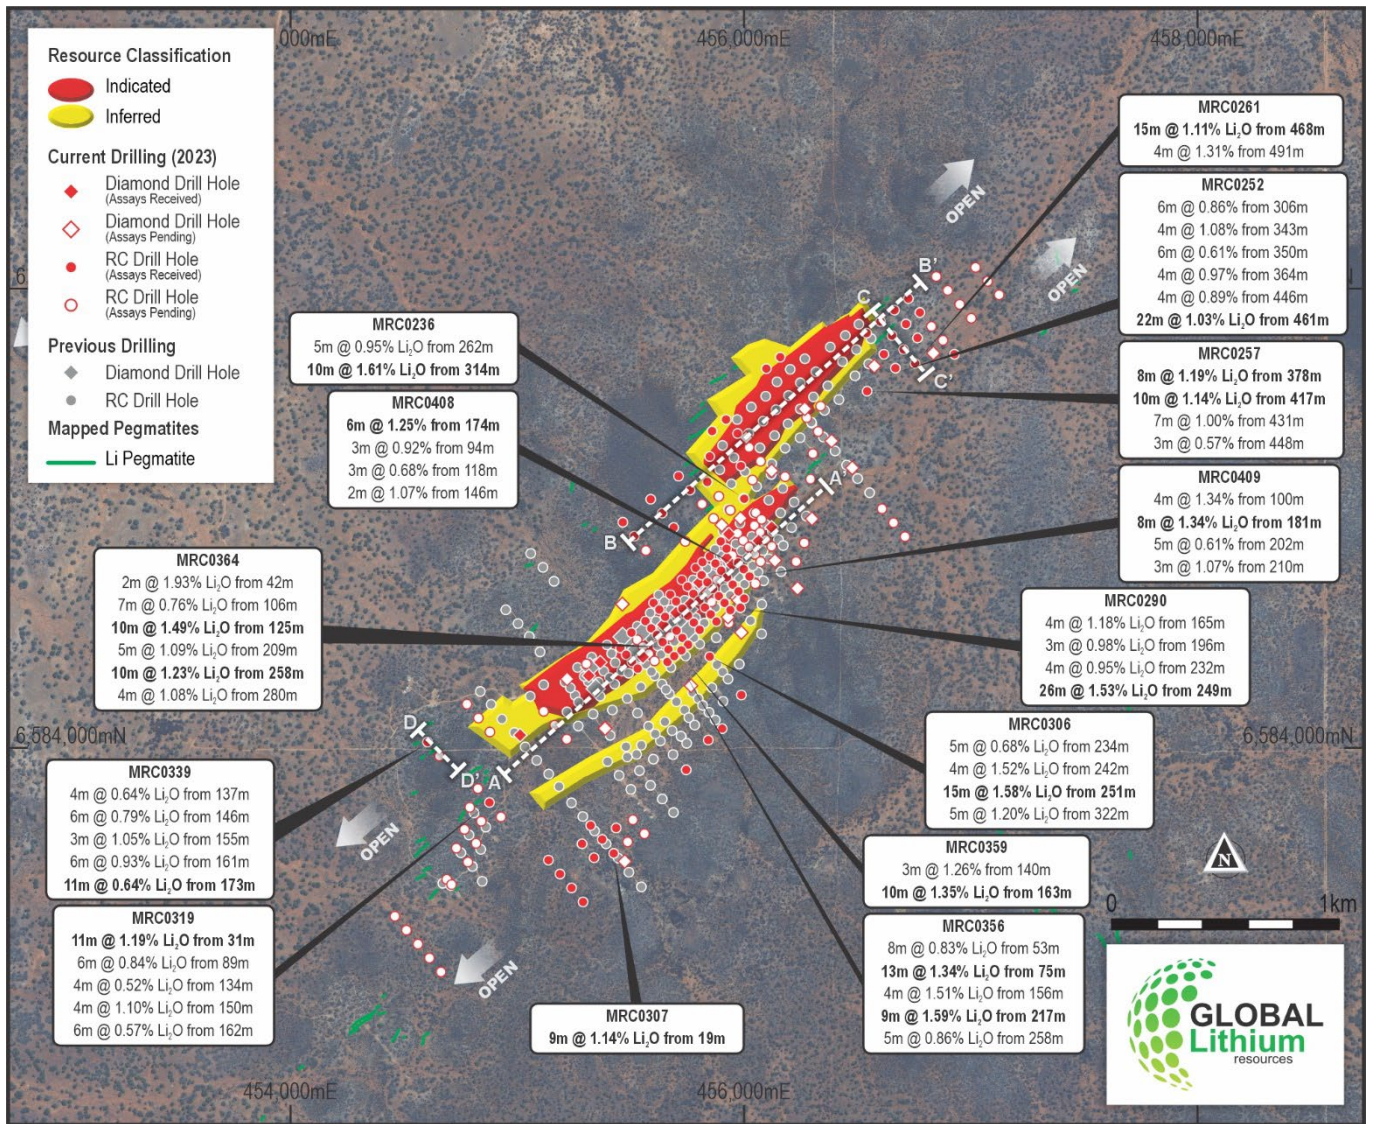 000mE
456,000mE
458,000mE
Resource Classification
Indicated
Inferred
Current Drilling (2023)
Diamond Drill Hole
(Assays Received)
Diamond Drill Hole
(Assays Pending)
RC Drill Hole
(Assays Received)
RC Drill Hole
(Assays Pending)
Previous Drilling
Diamond Drill Hole
RC Drill Hole
Mapped Pegmatites
Li Pegmatite
OPEN
OPEN
MRC0261
15m @ 1.11% Li₂O from 468m
4m @ 1.31% from 491m
MRC0252
6m @ 0.86% from 306m
4m @ 1.08% from 343m
6m @ 0.61% from 350m
4m @ 0.97% from 364m
4m @ 0.89% from 446m
22m @ 1.03% Li₂O from 461m
B'
C
C'
MRC0236
5m @ 0.95% Li₂O from 262m
10m @ 1.61% Li₂O from 314m
MRC0257
8m @ 1.19% Li₂O from 378m
10m @ 1.14% Li₂O from 417m
7m @ 1.00% from 431m
3m @ 0.57% from 448m
MRC0408
6m @ 1.25% from 174m
3m @ 0.92% from 94m
3m @ 0.68% from 118m
2m @ 1.07% from 146m
A'
B
MRC0409
4m @ 1.34% from 100m
8m @ 1.34% Li₂O from 181m
5m @ 0.61% from 202m
3m @ 1.07% from 210m
MRC0364
2m @ 1.93% Li₂O from 42m
7m @ 0.76% Li₂O from 106m
10m @ 1.49% Li₂O from 125m
5m @ 1.09% Li₂O from 209m
10m @ 1.23% Li₂O from 258m
4m @ 1.08% Li₂O from 280m
MRC0290
4m @ 1.18% Li₂O from 165m
3m @ 0.98% Li₂O from 196m
4m @ 0.95% Li₂O from 232m
26m @ 1.53% Li₂O from 249m
D
6,584,000mN
6,584,000mN
D'
A
MRC0306
5m @ 0.68% Li₂O from 234m
4m @ 1.52% Li₂O from 242m
15m @ 1.58% Li₂O from 251m
5m @ 1.20% Li₂O from 322m
MRC0339
4m @ 0.64% Li₂O from 137m
6m @ 0.79% Li₂O from 146m
3m @ 1.05% Li₂O from 155m
6m @ 0.93% Li₂O from 161m
11m @ 0.64% Li₂O from 173m
OPEN
MRC0359
3m @ 1.26% Li₂O from 140m
10m @ 1.35% Li₂O from 163m
N
0
1km
MRC0319
11m @ 1.19% Li₂O from 31m
6m @ 0.84% Li₂O from 89m
4m @ 0.52% Li₂O from 134m
4m @ 1.10% Li₂O from 150m
6m @ 0.57% Li₂O from 162m
OPEN
MRC0356
8m @ 0.83% Li₂O from 53m
13m @ 1.34% Li₂O from 75m
4m @ 1.51% Li₂O from 156m
9m @ 1.59% Li₂O from 217m
5m @ 0.86% Li₂O from 258m
MRC0307
9m @ 1.14% Li₂O from 19m
GLOBAL
Lithium
resources
454,000mE
456,000mE